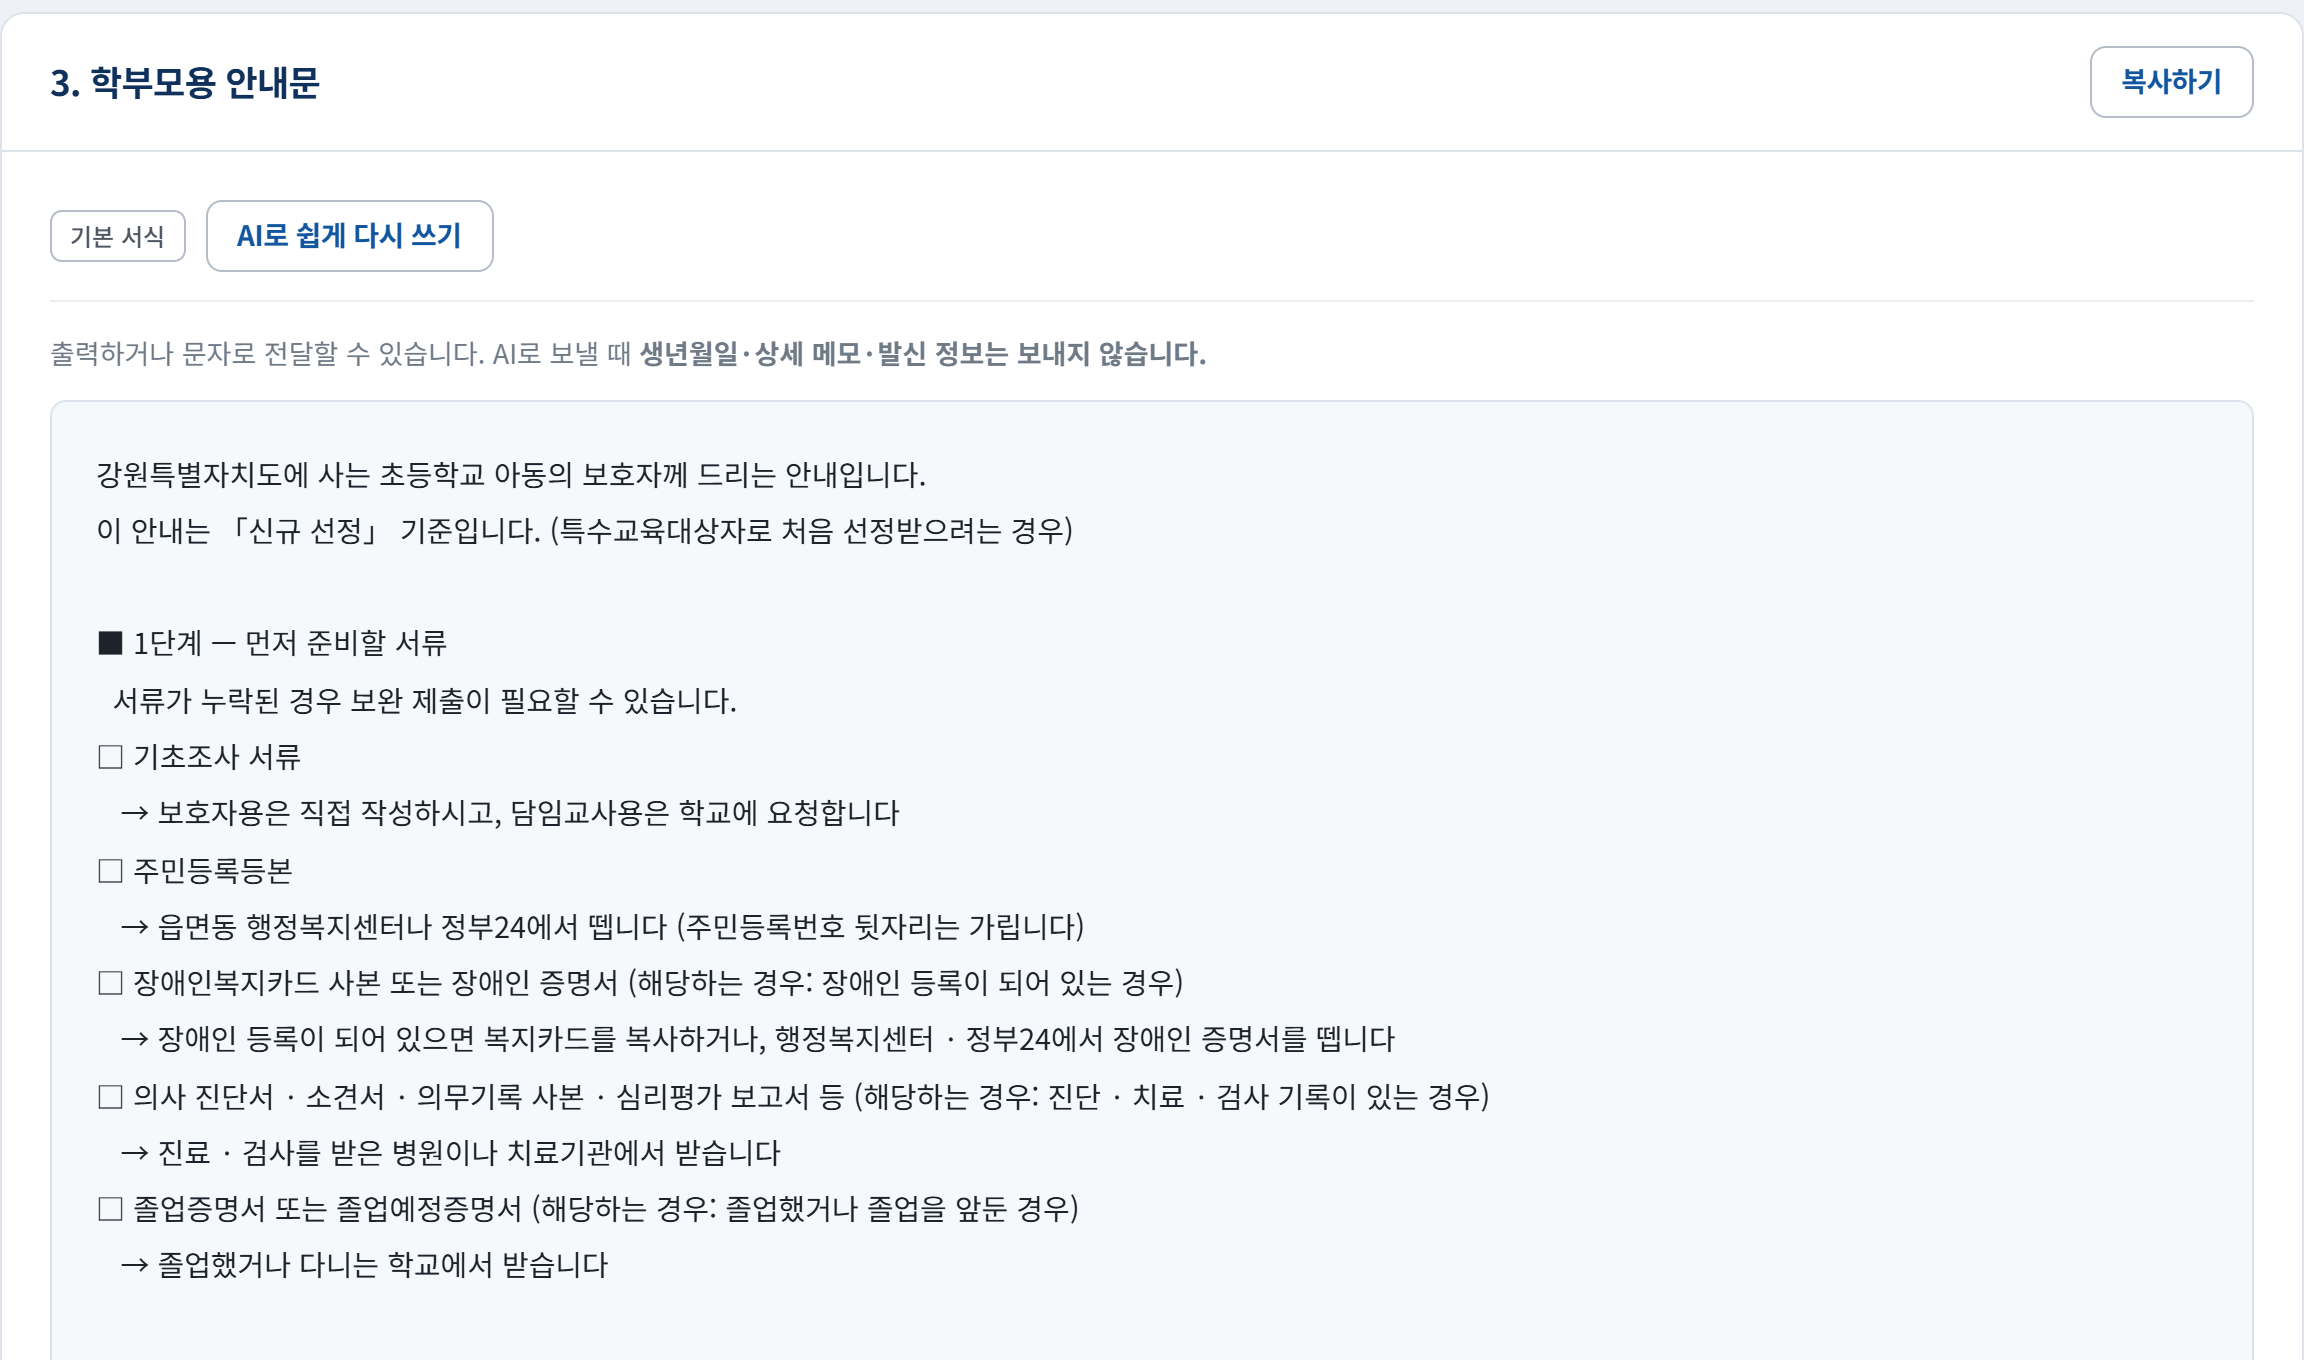 3. 학부모용 안내문
복사하기
기본 서식
AI로 쉽게 다시 쓰기
출력하거나 문자로 전달할 수 있습니다. AI로 보낼 때 생년월일·상세 메모·발신 정보는 보내지 않습니다.
강원특별자치도에 사는 초등학교 아동의 보호자께 드리는 안내입니다.
이 안내는 「신규 선정」 기준입니다. (특수교육대상자로 처음 선정받으려는 경우)
■ 1단계 — 먼저 준비할 서류
서류가 누락된 경우 보완 제출이 필요할 수 있습니다.
□ 기초조사 서류
→ 보호자용은 직접 작성하시고, 담임교사용은 학교에 요청합니다
□ 주민등록등본
→ 읍면동 행정복지센터나 정부24에서 뗍니다 (주민등록번호 뒷자리는 가립니다)
□ 장애인복지카드 사본 또는 장애인 증명서 (해당하는 경우: 장애인 등록이 되어 있는 경우)
→ 장애인 등록이 되어 있으면 복지카드를 복사하거나, 행정복지센터 · 정부24에서 장애인 증명서를 뗍니다
□ 의사 진단서 · 소견서 · 의무기록 사본 · 심리평가 보고서 등 (해당하는 경우: 진단 · 치료 · 검사 기록이 있는 경우)
→ 진료 · 검사를 받은 병원이나 치료기관에서 받습니다
□ 졸업증명서 또는 졸업예정증명서 (해당하는 경우: 졸업했거나 졸업을 앞둔 경우)
→ 졸업했거나 다니는 학교에서 받습니다